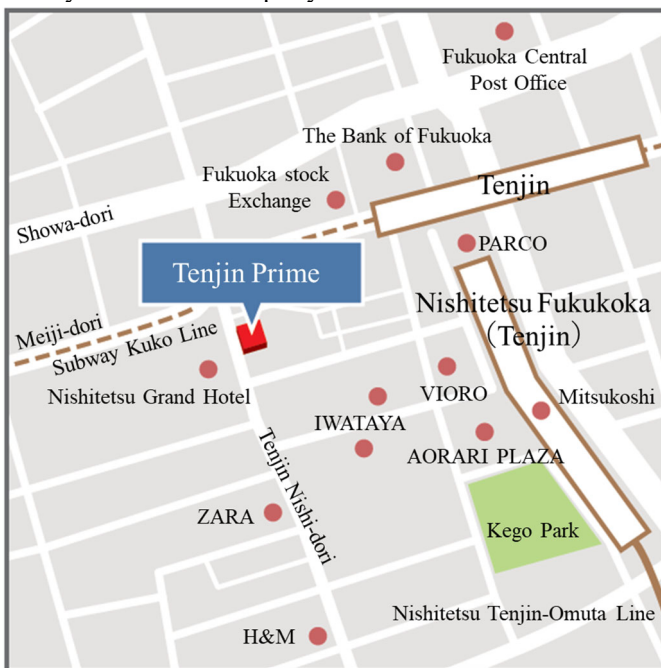 Fukuoka Central
Post Office
The Bank of Fukuoka
Fukuoka stock
Exchange
Tenjin
Showa-dori
PARCO
Tenjin Prime
Nishitetsu Fukukoka
(Tenjin)
Meiji-dori
Subway Kuko Line
Nishitetsu Grand Hotel
VIORO
Mitsukoshi
IWATAYA
AORARI PLAZA
Tenjin Nishi-dori
ZARA
Kego Park
Nishitetsu Tenjin-Omuta Line
H&M